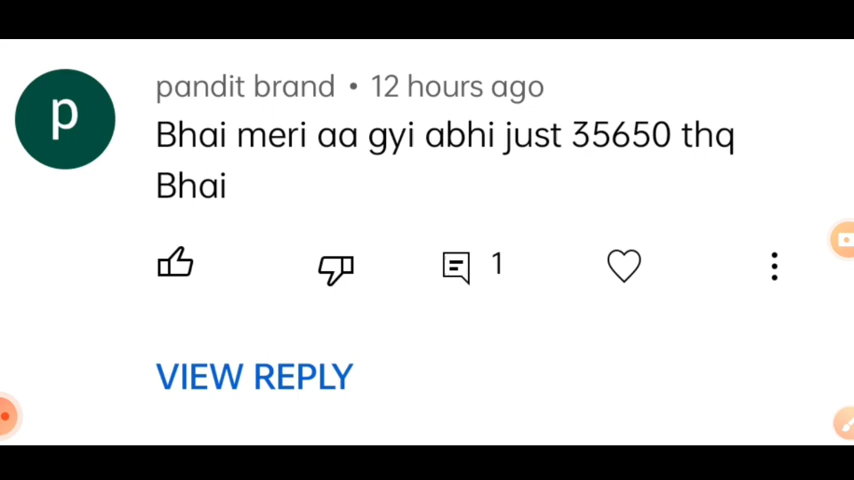 p
pandit brand • 12 hours ago
Bhai meri aa gyi abhi just 35650 thq
Bhai
1
VIEW REPLY